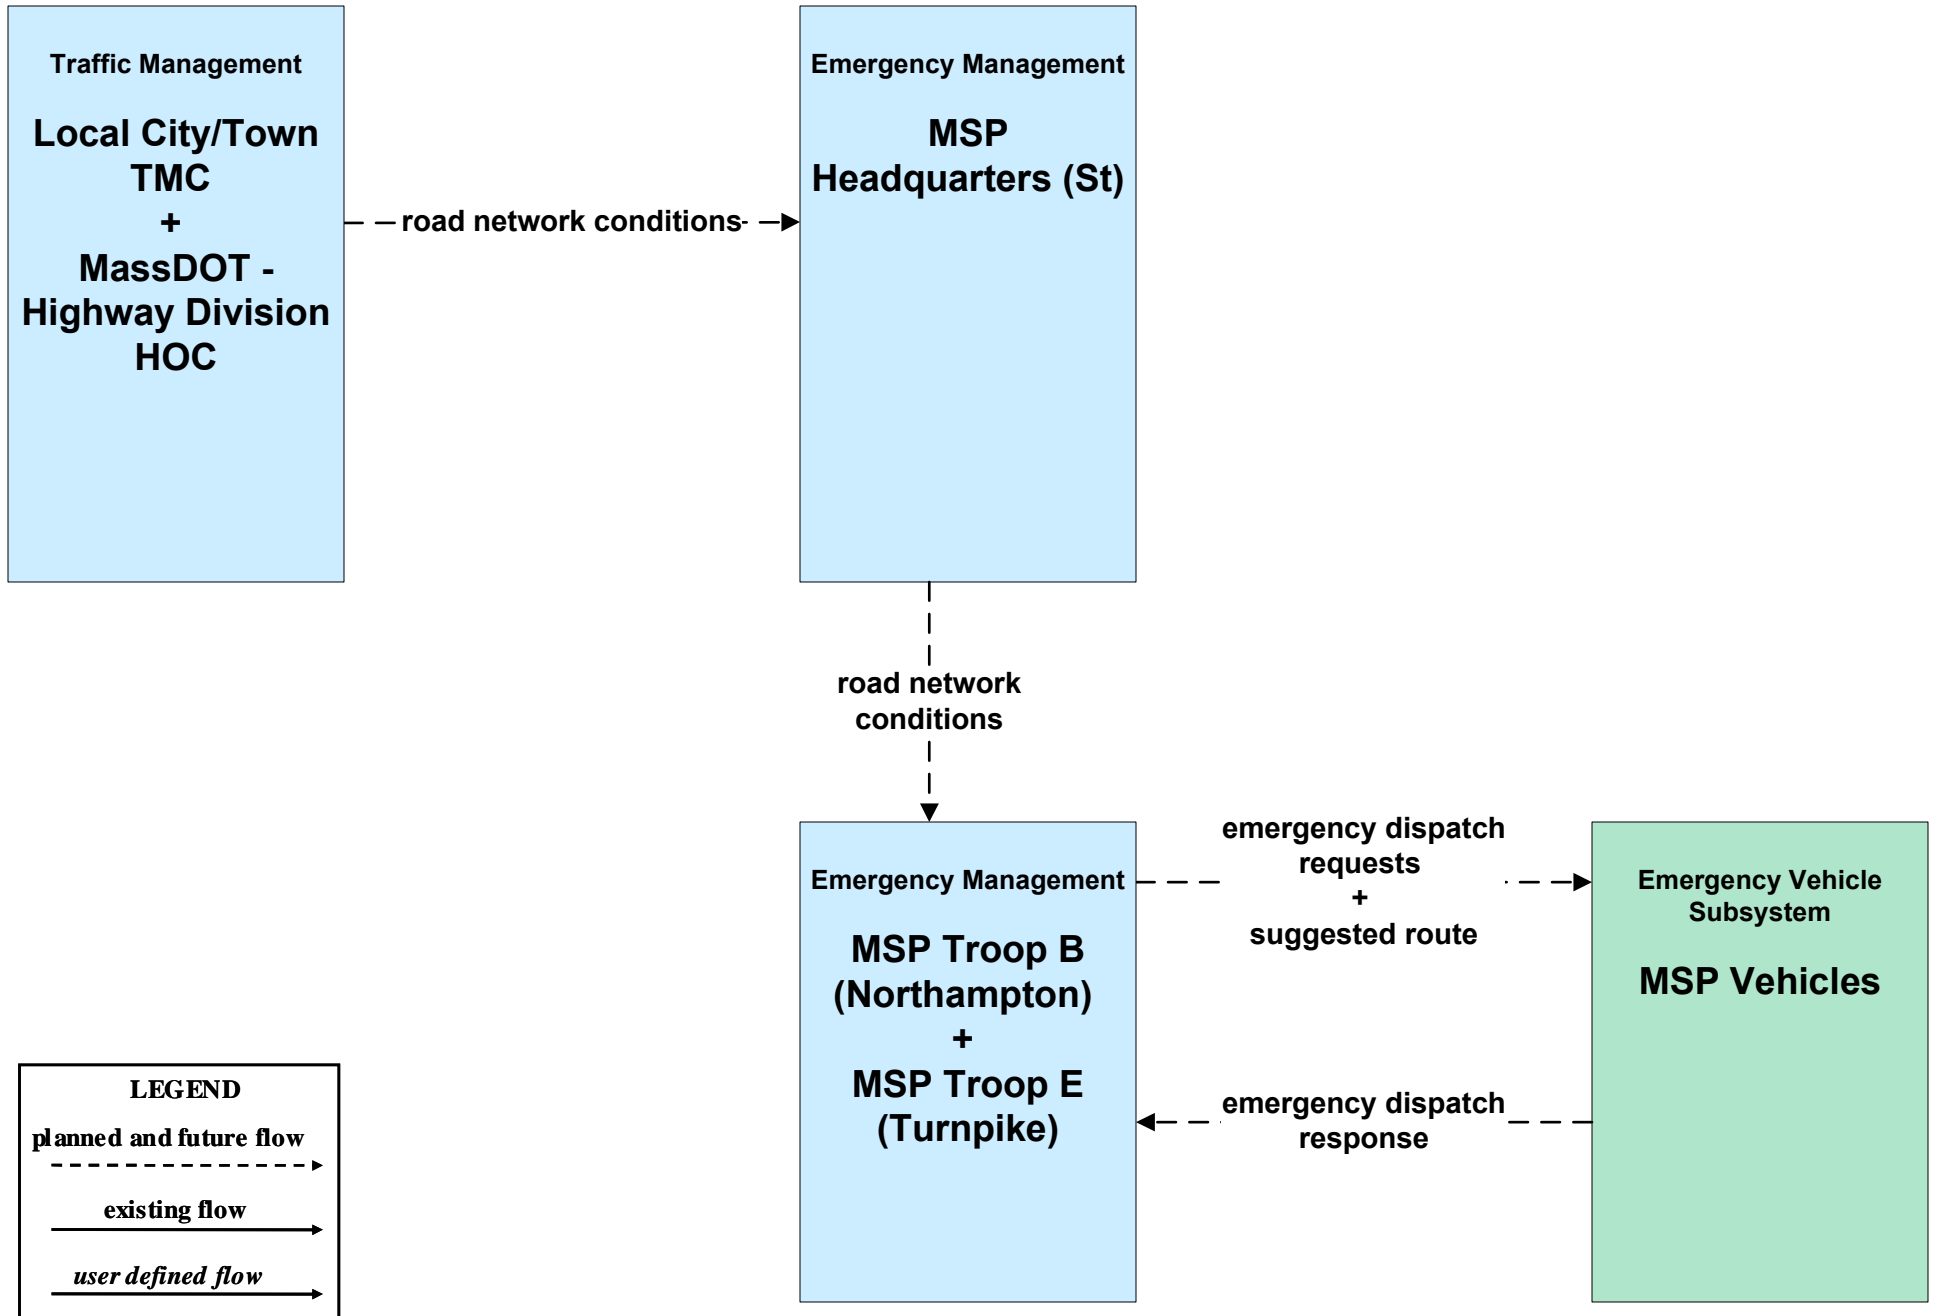 Traffic Management
Local City/Town
TMC
+
MassDOT -
Highway Division
HOC
road network conditions
Emergency Management
MSP
Headquarters (St)
road network
conditions
Emergency Management
MSP Troop B
(Northampton)
+
MSP Troop E
(Turnpike)
emergency dispatch
requests
+
suggested route
emergency dispatch
response
Emergency Vehicle
Subsystem
MSP Vehicles
LEGEND
planned and future flow
existing flow
user defined flow